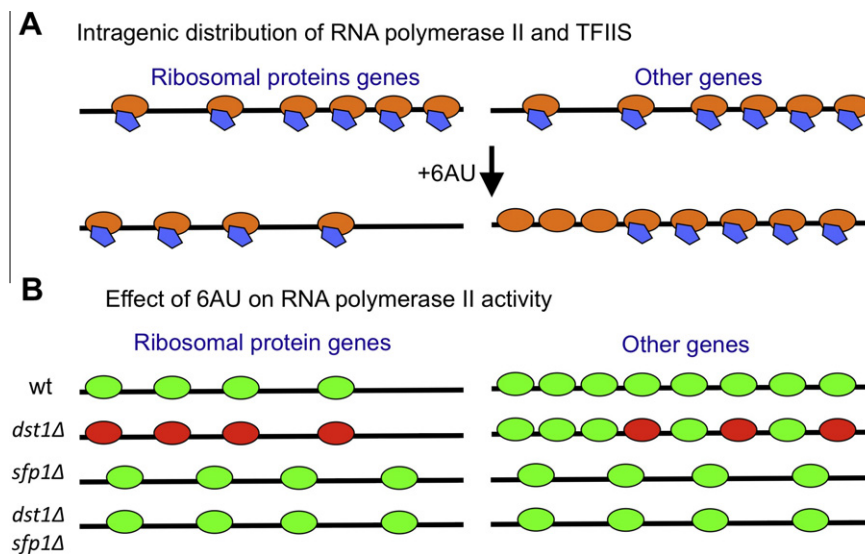 A
Intragenic distribution of RNA polymerase II and TFIIS
Ribosomal proteins genes
Other genes
+6AU
B
Effect of 6AU on RNA polymerase II activity
Ribosomal protein genes
Other genes
wt
dst1Δ
sfp1Δ
dst1Δ
sfp1Δ